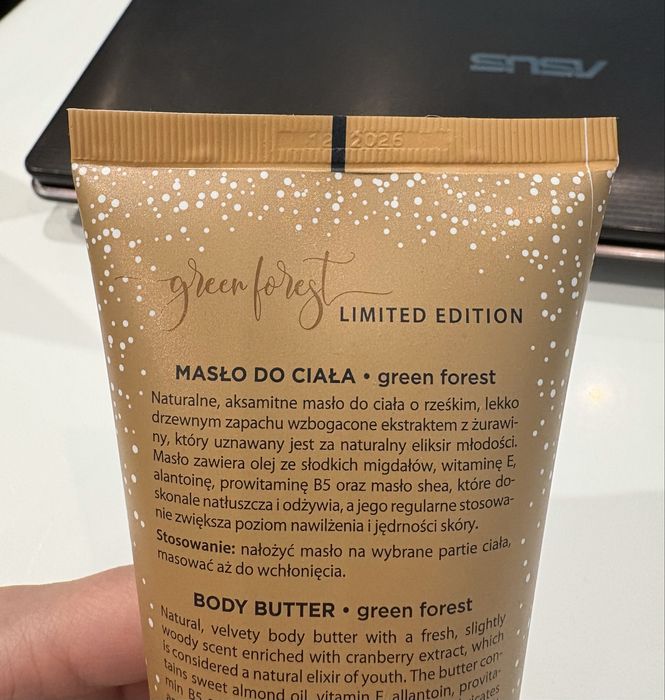 ASUS
12 2026
green forest
LIMITED EDITION
MASŁO DO CIAŁA • green forest
Naturalne, aksamitne masło do ciała o rześkim, lekko
drzewnym zapachu wzbogacone ekstraktem z żurawi-
ny, który uznawany jest za naturalny eliksir młodości.
Masło zawiera olej ze słodkich migdałów, witaminę E,
alantoinę, prowitaminę B5 oraz masło shea, które do-
skonale natłuszcza i odżywia, a jego regularne stosowa-
nie zwiększa poziom nawilżenia i jędrności skóry.
Stosowanie: nałożyć masło na wybrane partie ciała,
masować aż do wchłonięcia.
BODY BUTTER • green forest
Natural, velvety body butter with a fresh, slightly
woody scent enriched with cranberry extract, which
is considered a natural elixir of youth. The butter con-
tains sweet almond oil, vitamin E, allantoin, provita-
min B5